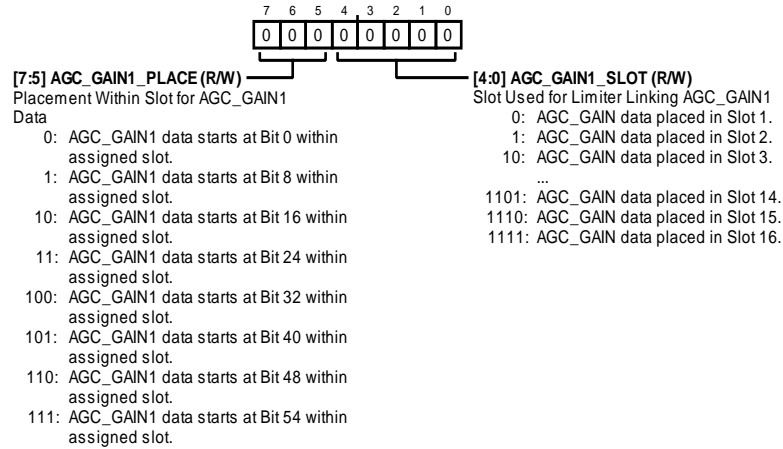 7 6 5 4 3 2 1 0
0 0 0 0 0 0 0 0
[7:5] AGC_GAIN1_PLACE (R/W)
Placement Within Slot for AGC_GAIN1
Data
0: AGC_GAIN1 data starts at Bit 0 within
assigned slot.
1: AGC_GAIN1 data starts at Bit 8 within
assigned slot.
10: AGC_GAIN1 data starts at Bit 16 within
assigned slot.
11: AGC_GAIN1 data starts at Bit 24 within
assigned slot.
100: AGC_GAIN1 data starts at Bit 32 within
assigned slot.
101: AGC_GAIN1 data starts at Bit 40 within
assigned slot.
110: AGC_GAIN1 data starts at Bit 48 within
assigned slot.
111: AGC_GAIN1 data starts at Bit 54 within
assigned slot.
[4:0] AGC_GAIN1_SLOT (R/W)
Slot Used for Limiter Linking AGC_GAIN1
0: AGC_GAIN data placed in Slot 1.
1: AGC_GAIN data placed in Slot 2.
10: AGC_GAIN data placed in Slot 3.
...
1101: AGC_GAIN data placed in Slot 14.
1110: AGC_GAIN data placed in Slot 15.
1111: AGC_GAIN data placed in Slot 16.